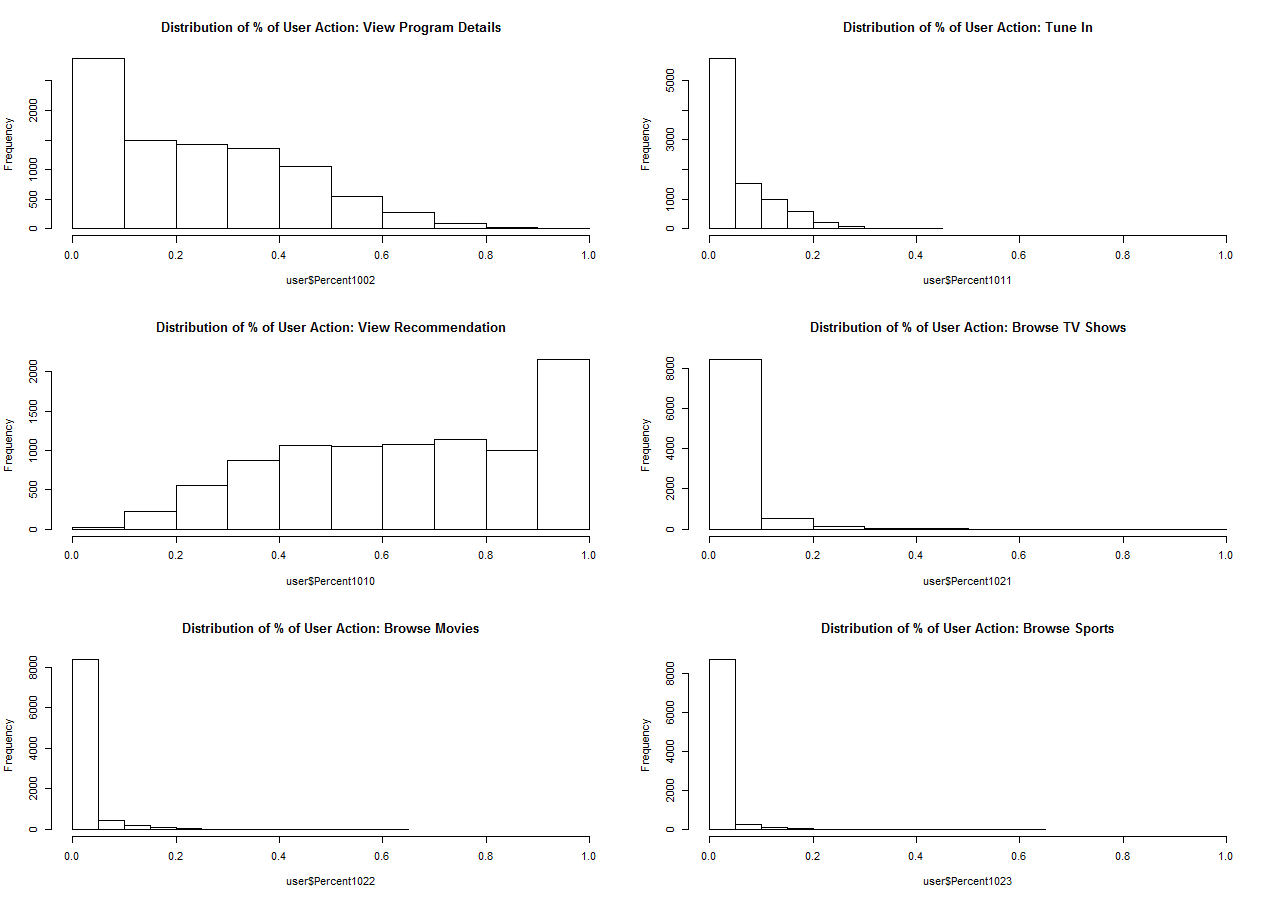 Distribution of % of User Action: View Program Details
Frequency
0
500
1000
2000
0.0 0.2 0.4 0.6 0.8 1.0
user$Percent1002
Distribution of % of User Action: Tune In
Frequency
0
1000
3000
5000
0.0 0.2 0.4 0.6 0.8 1.0
user$Percent1011
Distribution of % of User Action: View Recommendation
Frequency
0
500
1000
1500
2000
0.0 0.2 0.4 0.6 0.8 1.0
user$Percent1010
Distribution of % of User Action: Browse TV Shows
Frequency
0
2000
4000
6000
8000
0.0 0.2 0.4 0.6 0.8 1.0
user$Percent1021
Distribution of % of User Action: Browse Movies
Frequency
0
2000
4000
6000
8000
0.0 0.2 0.4 0.6 0.8 1.0
user$Percent1022
Distribution of % of User Action: Browse Sports
Frequency
0
2000
4000
6000
8000
0.0 0.2 0.4 0.6 0.8 1.0
user$Percent1023